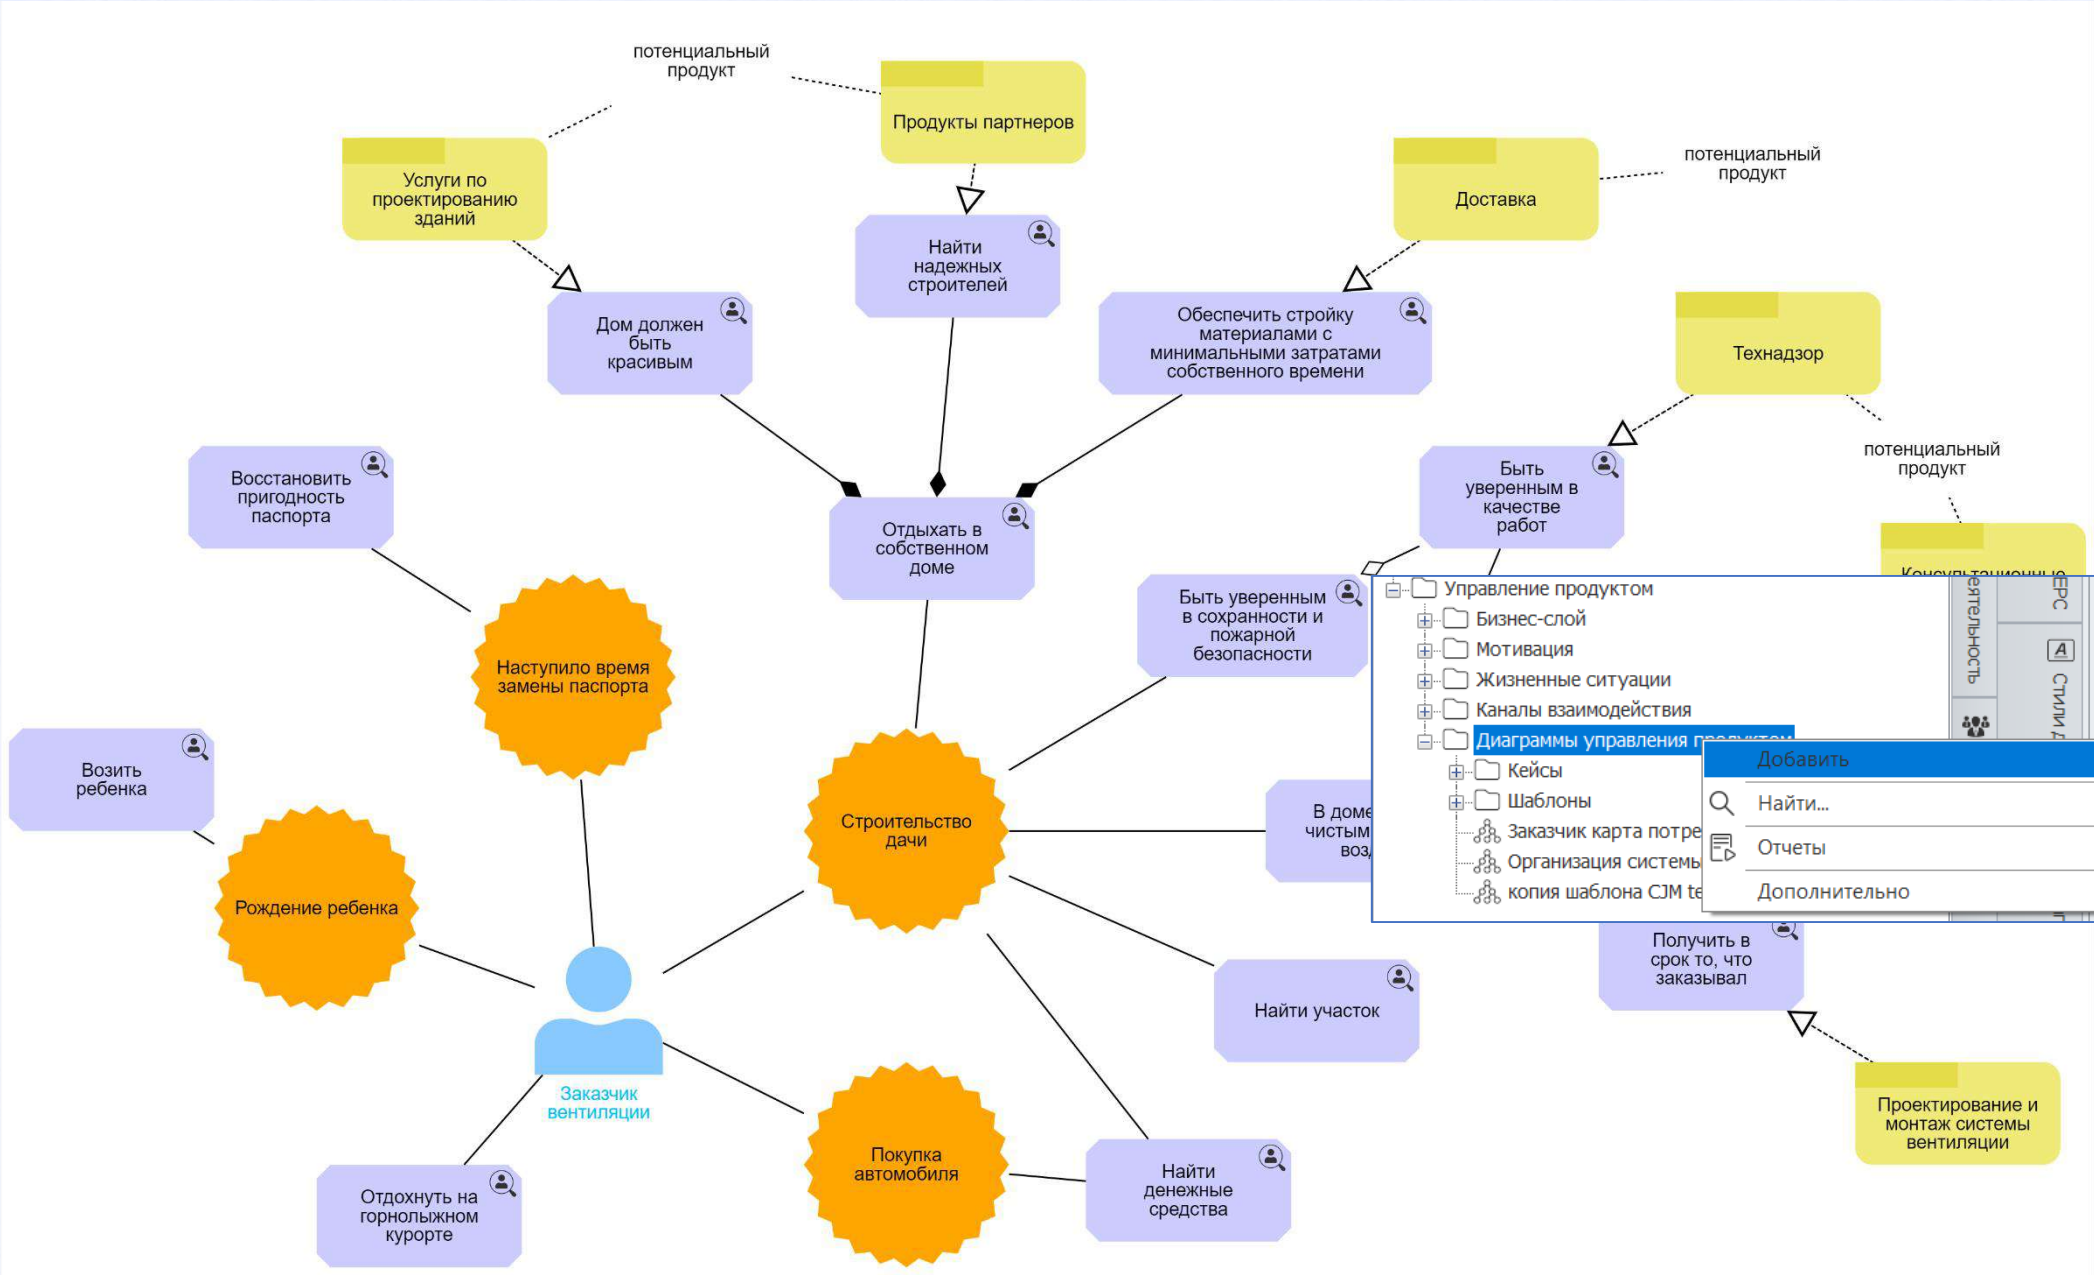 потенциальный
продукт
Продукты партнеров
Услуги по
проектированию
зданий
Доставка
потенциальный
продукт
Найти
надежных
строителей
Дом должен
быть
красивым
Обеспечить стройку
материалами с
минимальными затратами
собственного времени
Технадзор
потенциальный
продукт
Восстановить
пригодность
паспорта
Отдыхать в
собственном
доме
Быть
уверенным в
качестве
работ
Консультационные
Быть уверенным
в сохранности и
пожарной
безопасности
Наступило время
замены паспорта
Возить
ребенка
Строительство
дачи
В доме
чистым
Рождение ребенка
Управление продуктом
Бизнес-слой
Мотивация
Жизненные ситуации
Каналы взаимодействия
Диаграммы управления продуктом
Кейсы
Шаблоны
Заказчик карта потре
Организация системы
копия шаблона CJM te
еятельность
EPC
Стили
Добавить
Найти...
Отчеты
Дополнительно
Получить в
срок то, что
заказывал
Найти участок
Заказчик
вентиляции
Проектирование и
монтаж системы
вентиляции
Покупка
автомобиля
Найти
денежные
средства
Отдохнуть на
горнолыжном
курорте